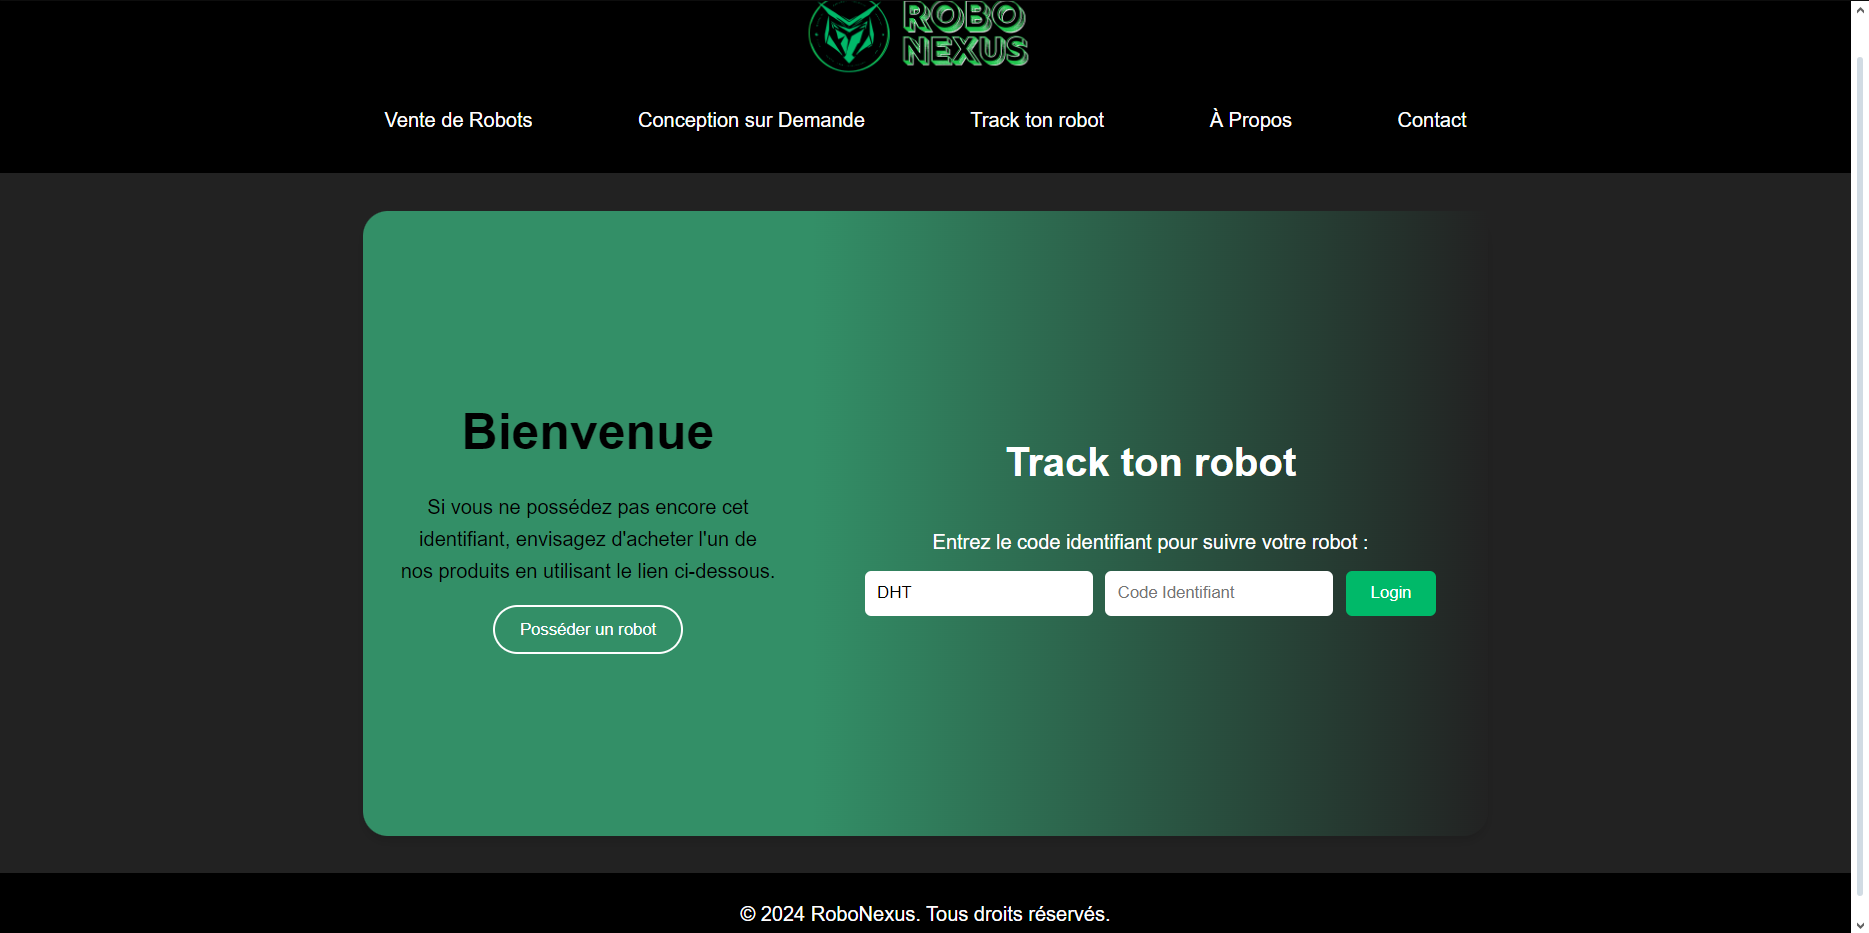 ROBO
NEXUS
Vente de Robots
Conception sur Demande
Track ton robot
À Propos
Contact
Bienvenue
Si vous ne possédez pas encore cet
identifiant, envisagez d'acheter l'un de
nos produits en utilisant le lien ci-dessous.
Posséder un robot
Track ton robot
Entrez le code identifiant pour suivre votre robot :
DHT
Code Identifiant
Login
© 2024 RoboNexus. Tous droits réservés.